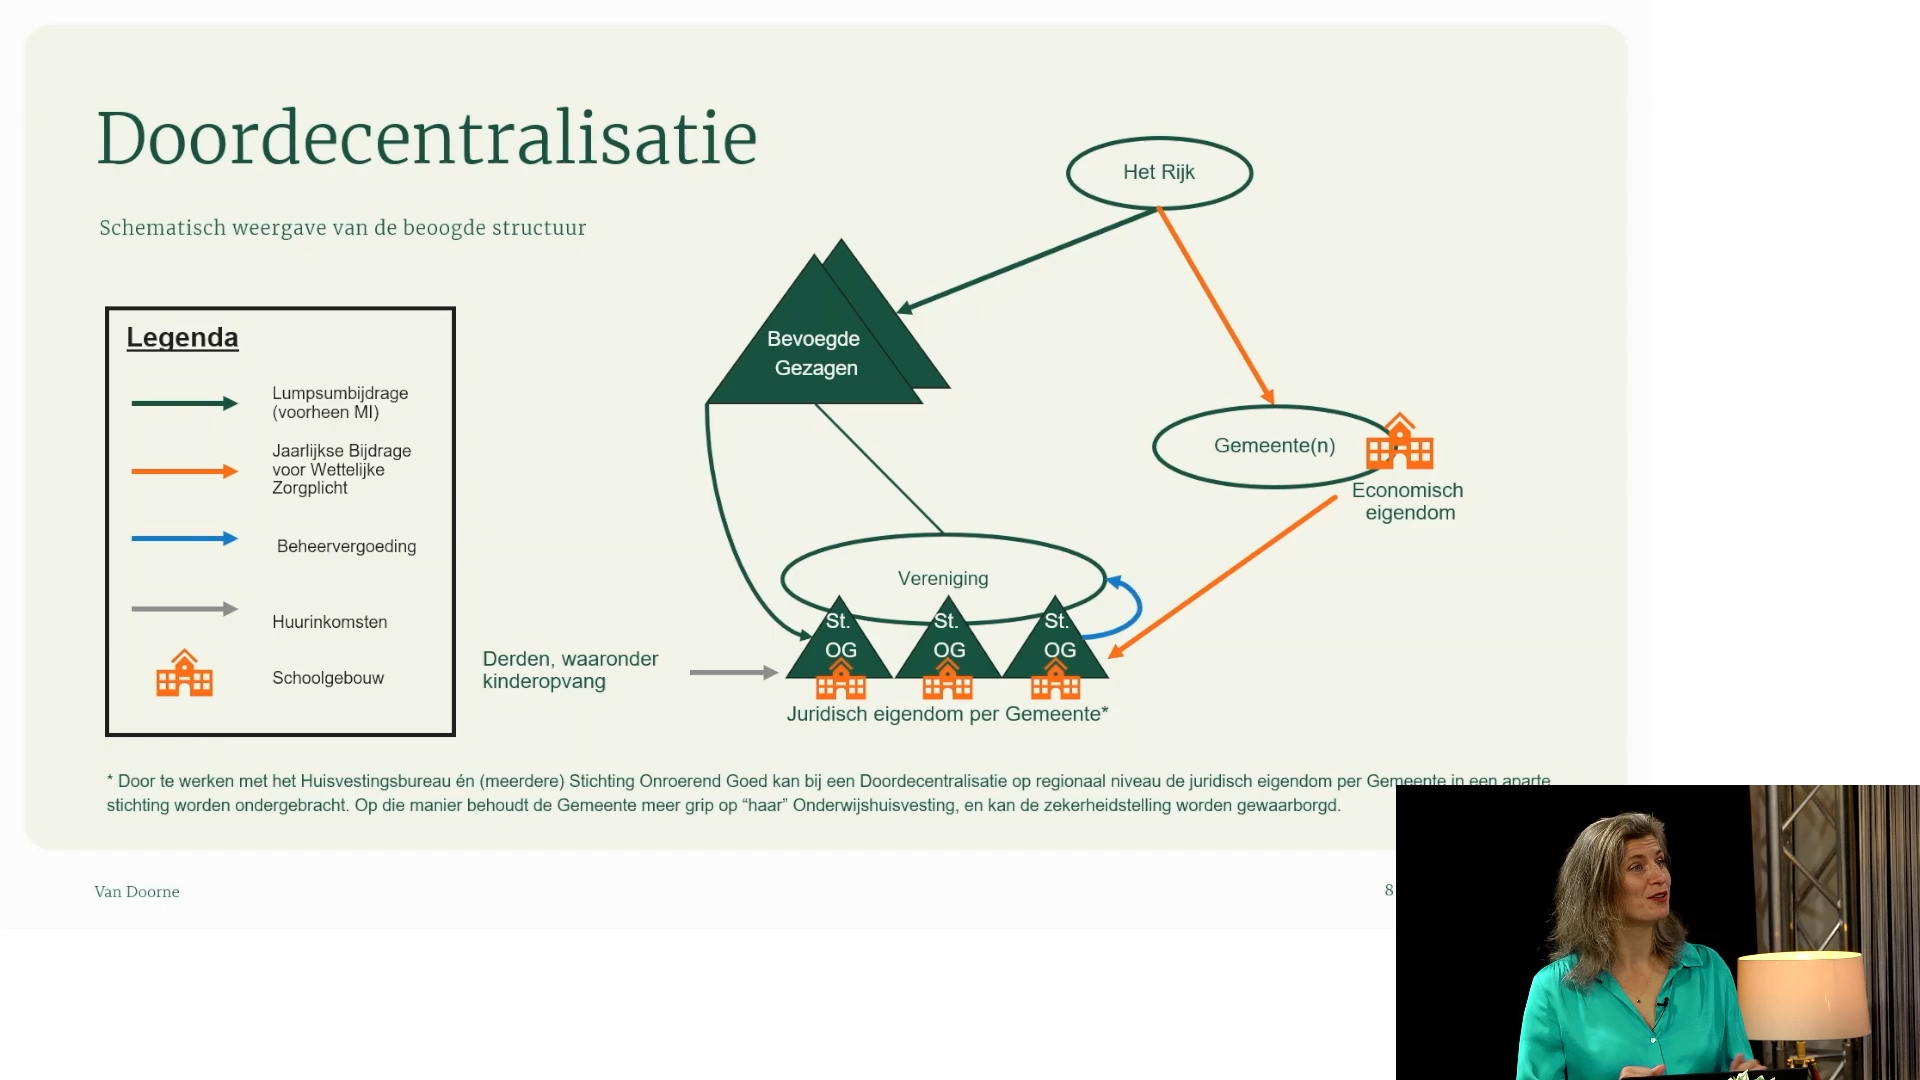 Doordecentralisatie
Schematisch weergave van de beoogde structuur
Het Rijk
Bevoegde
Gezagen
Legenda
Lumpsumbijdrage
(voorheen MI)
Jaarlijkse Bijdrage
voor Wettelijke
Zorgplicht
Beheervergoeding
Huurinkomsten
Schoolgebouw
Gemeente(n)
Economisch
eigendom
Vereniging
St.
OG
St.
OG
St.
OG
Derden, waaronder
kinderopvang
Juridisch eigendom per Gemeente*
* Door te werken met het Huisvestingsbureau én (meerdere) Stichting Onroerend Goed kan bij een Doordecentralisatie op regionaal niveau de juridisch eigendom per Gemeente in een aparte
stichting worden ondergebracht. Op die manier behoudt de Gemeente meer grip op “haar” Onderwijshuisvesting, en kan de zekerheidstelling worden gewaarborgd.
Van Doorne
8